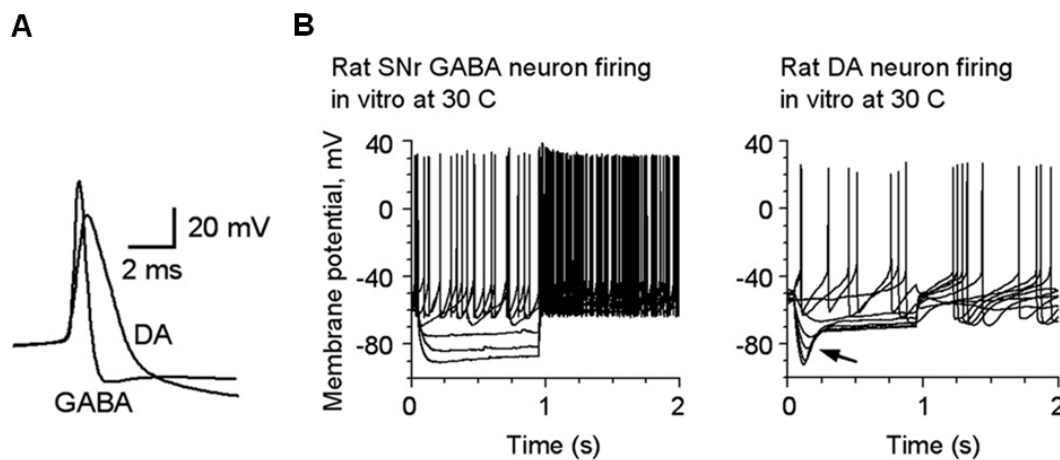 A
B
Rat SNr GABA neuron firing
in vitro at 30 C
Rat DA neuron firing
in vitro at 30 C
20 mV
2 ms
DA
GABA
Membrane potential, mV
40
0
-40
-80
0
1
2
Time (s)
40
0
-40
-80
0
1
2
Time (s)